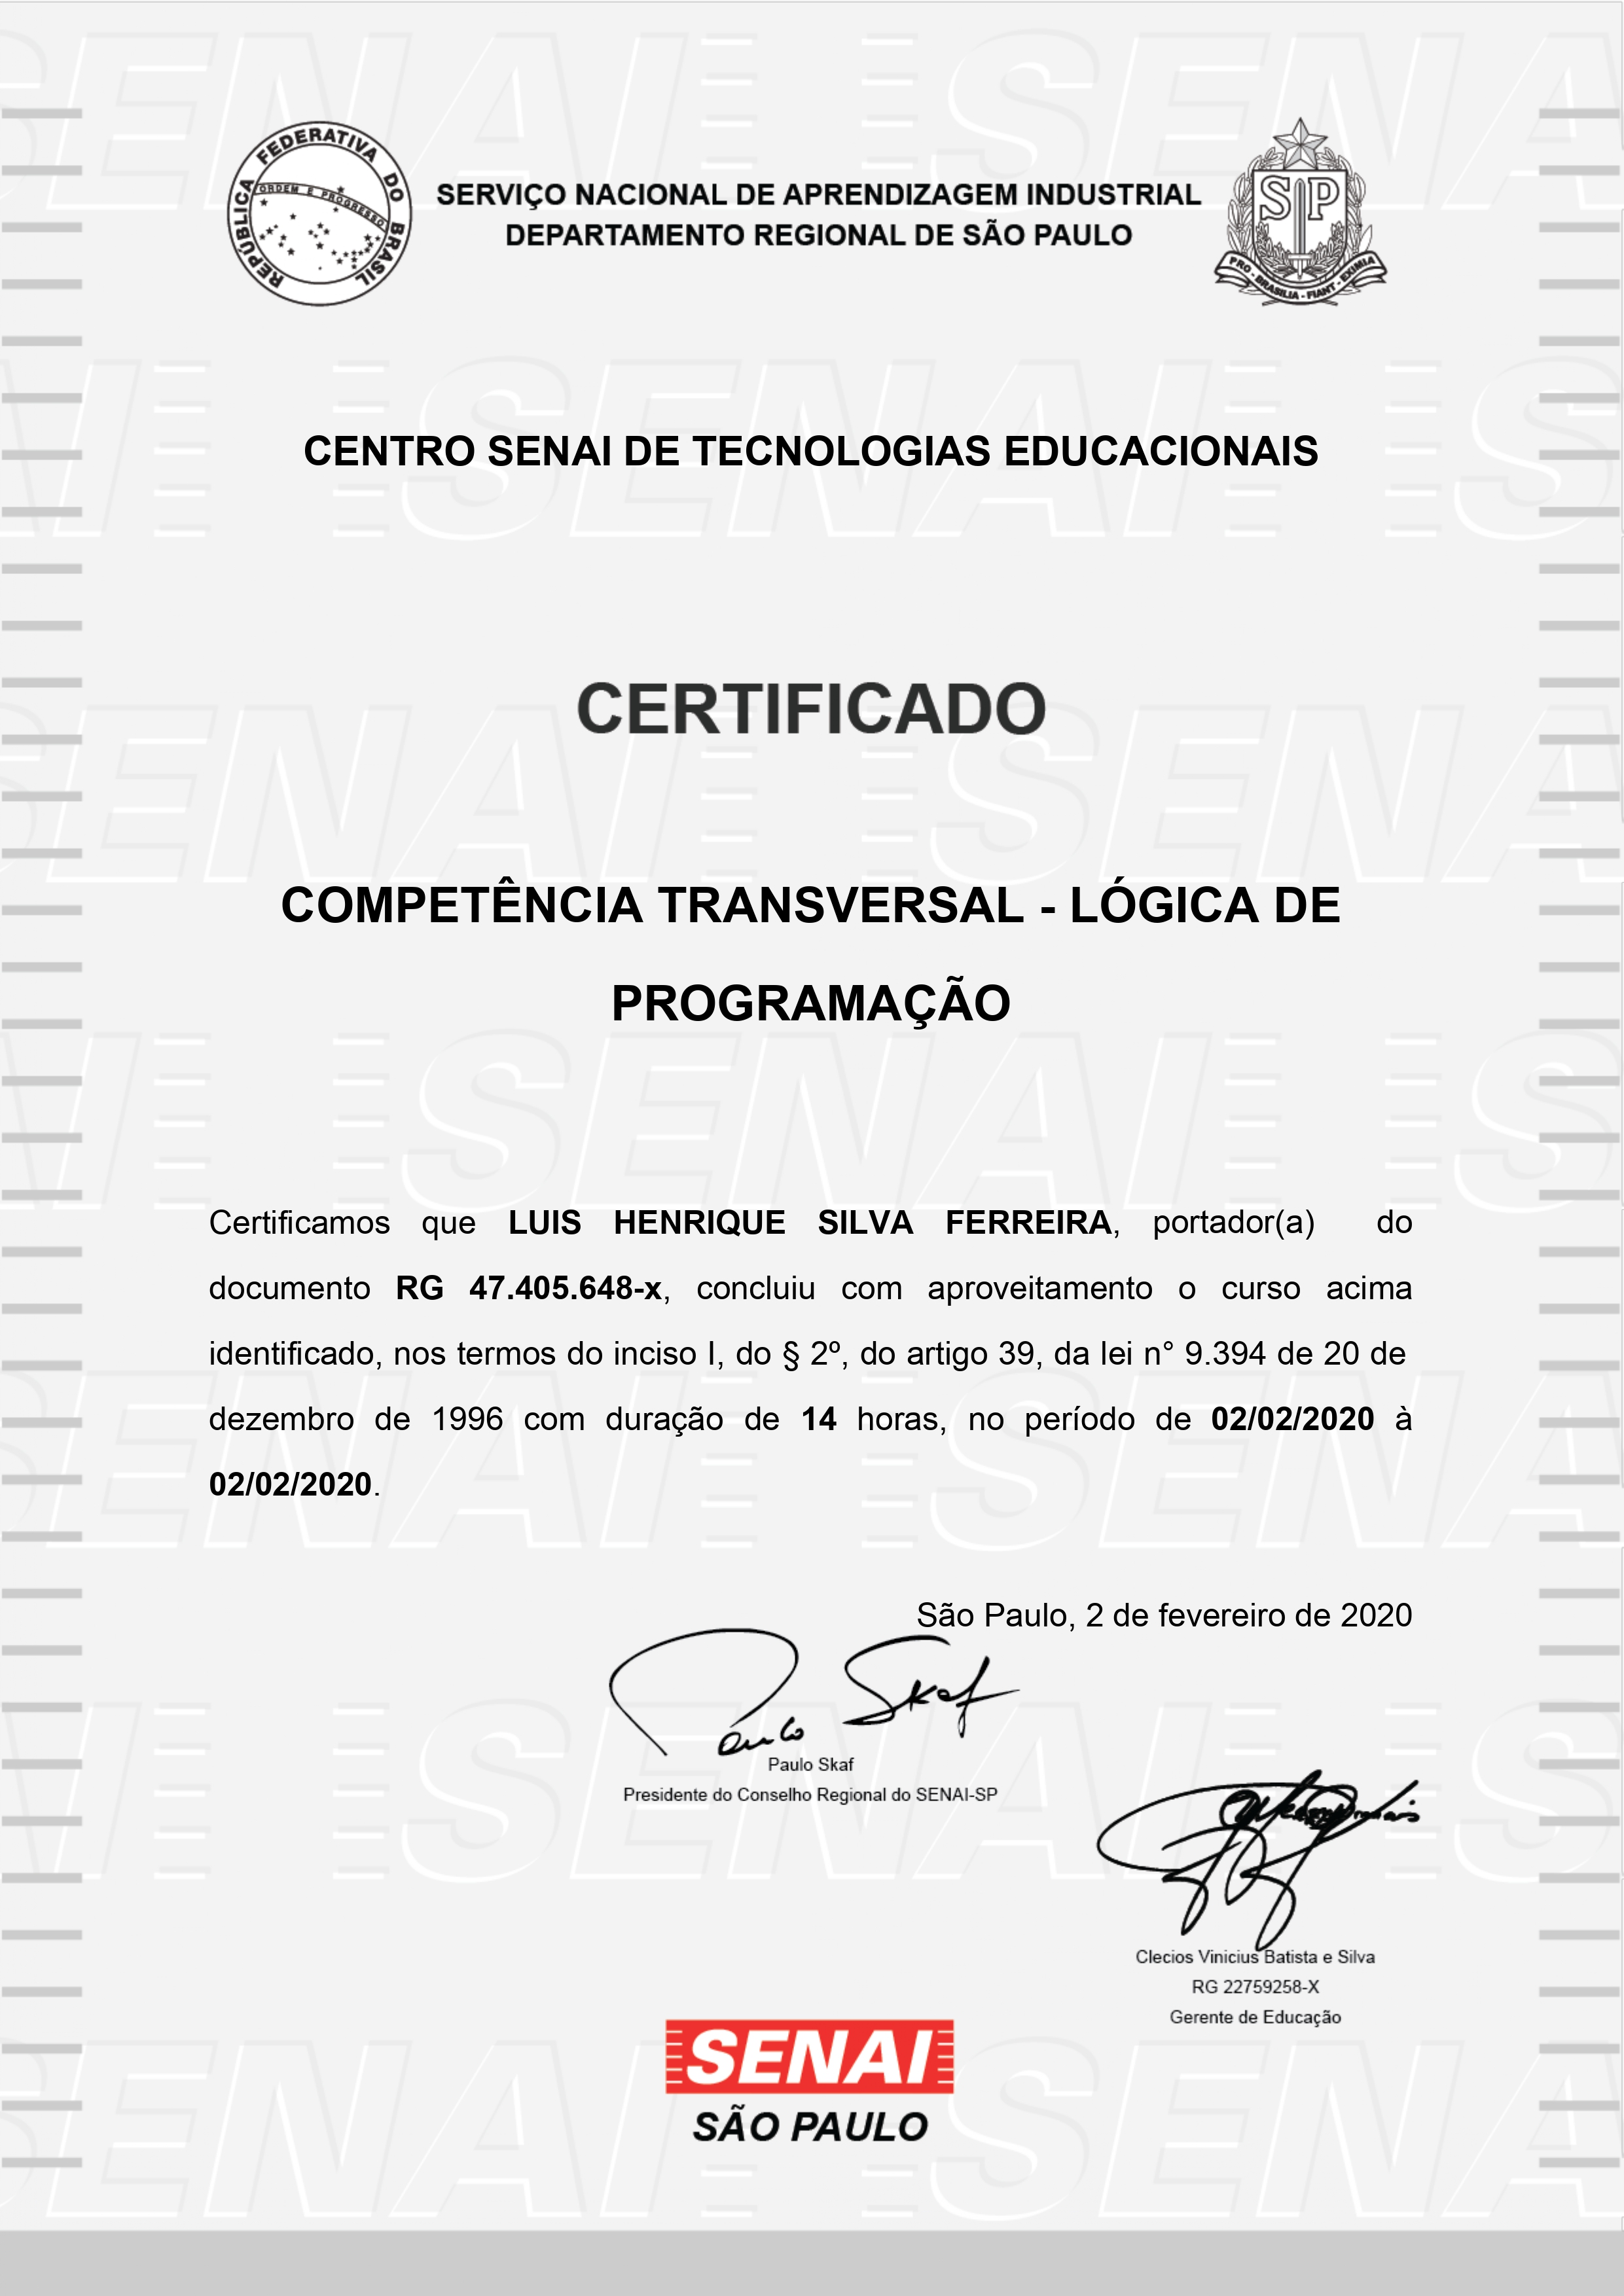 REPÚBLICA FEDERATIVA DO BRASIL
ORDEM E PROGRESSO
SERVIÇO NACIONAL DE APRENDIZAGEM INDUSTRIAL
DEPARTAMENTO REGIONAL DE SÃO PAULO
SP
PRO - BRASILIA - FIANT - EXIMIA
CENTRO SENAI DE TECNOLOGIAS EDUCACIONAIS
CERTIFICADO
COMPETÊNCIA TRANSVERSAL - LÓGICA DE
PROGRAMAÇÃO
Certificamos que LUIS HENRIQUE SILVA FERREIRA, portador(a) do
documento RG 47.405.648-x, concluiu com aproveitamento o curso acima
identificado, nos termos do inciso I, do § 2º, do artigo 39, da lei n° 9.394 de 20 de
dezembro de 1996 com duração de 14 horas, no período de 02/02/2020 à
02/02/2020.
São Paulo, 2 de fevereiro de 2020
Paulo Skaf
Paulo Skaf
Presidente do Conselho Regional do SENAI-SP
Clecios Vinicius Batista e Silva
RG 22759258-X
Gerente de Educação
SENAI
SÃO PAULO